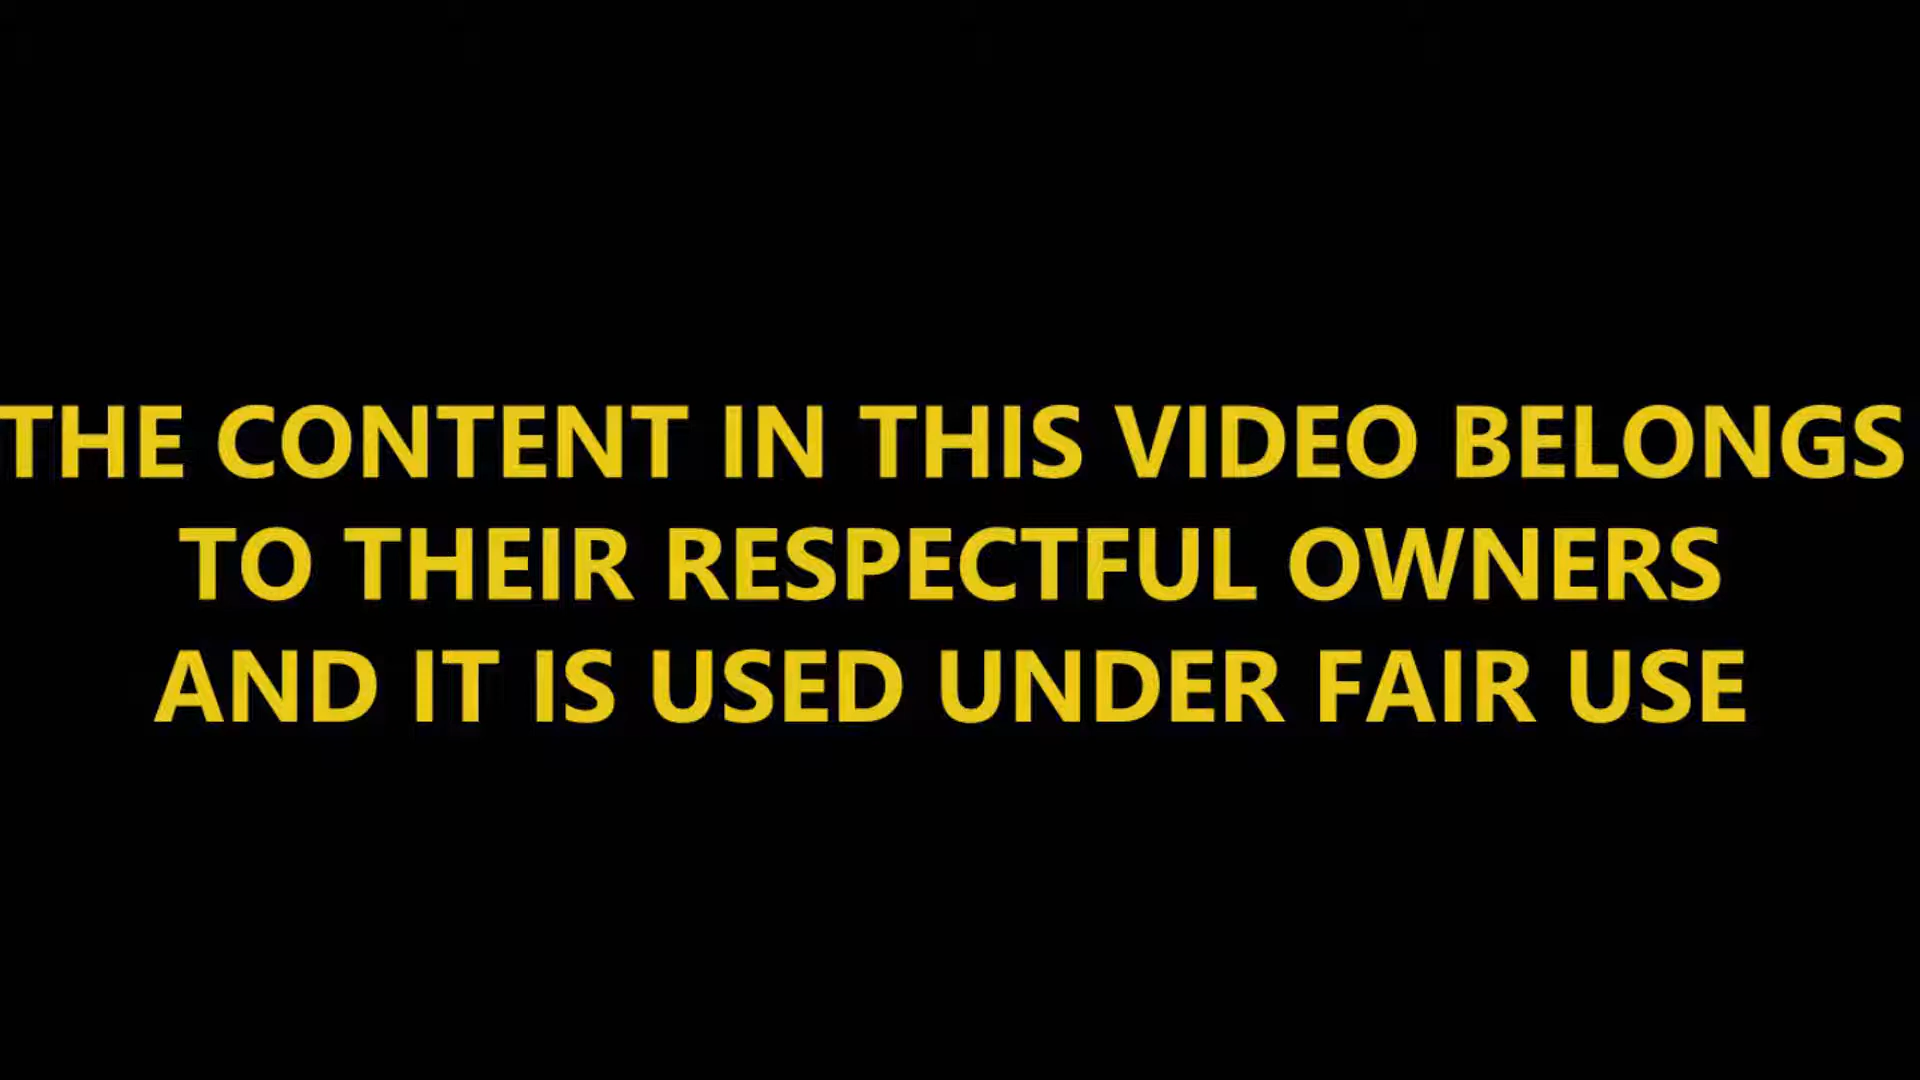 THE CONTENT IN THIS VIDEO BELONGS
TO THEIR RESPECTFUL OWNERS
AND IT IS USED UNDER FAIR USE